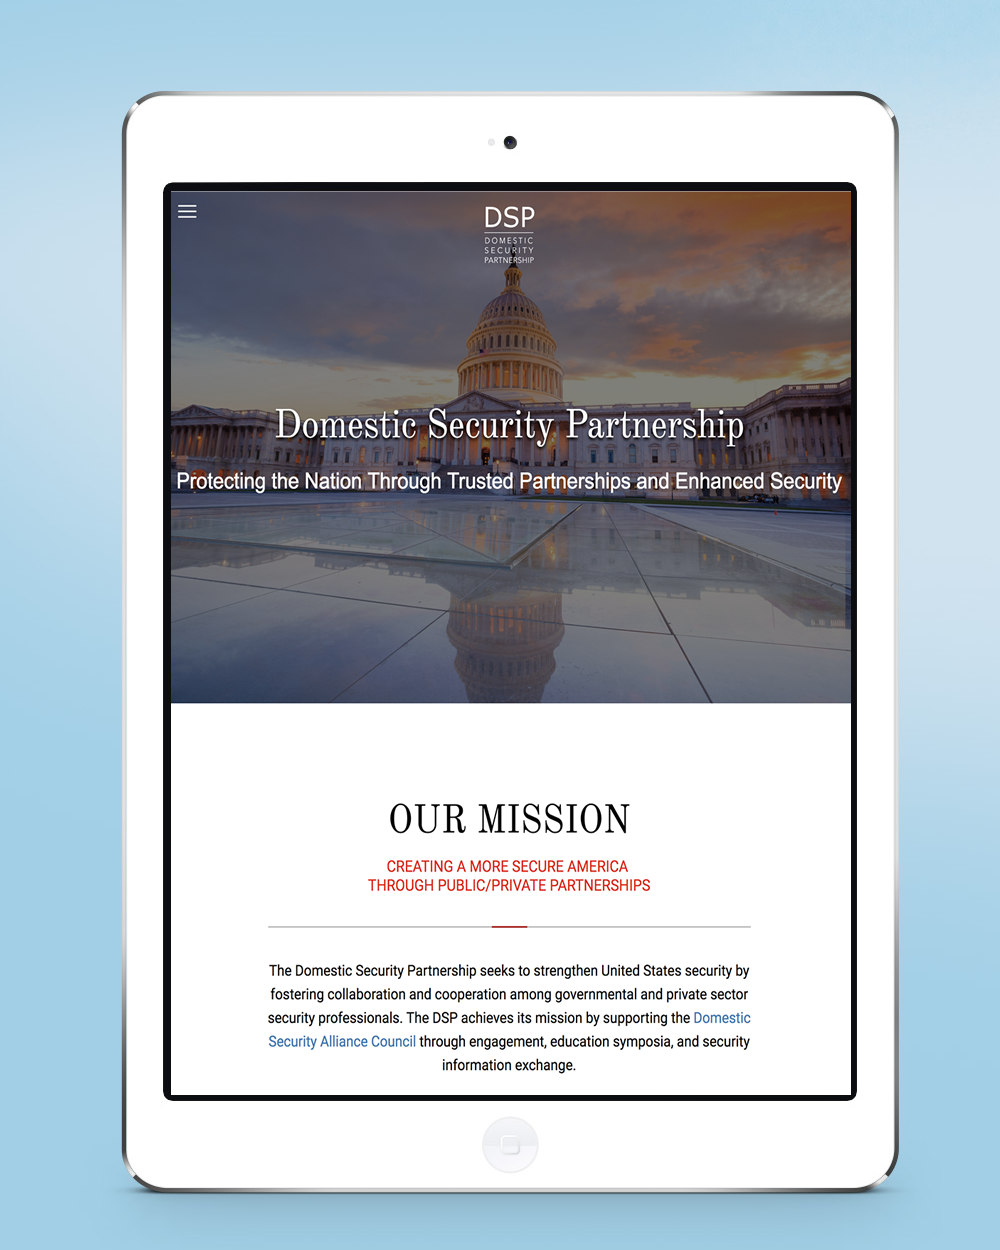 DSP
DOMESTIC
SECURITY
PARTNERSHIP
Domestic Security Partnership
Protecting the Nation Through Trusted Partnerships and Enhanced Security
OUR MISSION
CREATING A MORE SECURE AMERICA
THROUGH PUBLIC/PRIVATE PARTNERSHIPS
The Domestic Security Partnership seeks to strengthen United States security by
fostering collaboration and cooperation among governmental and private sector
security professionals. The DSP achieves its mission by supporting the Domestic
Security Alliance Council through engagement, education symposia, and security
information exchange.